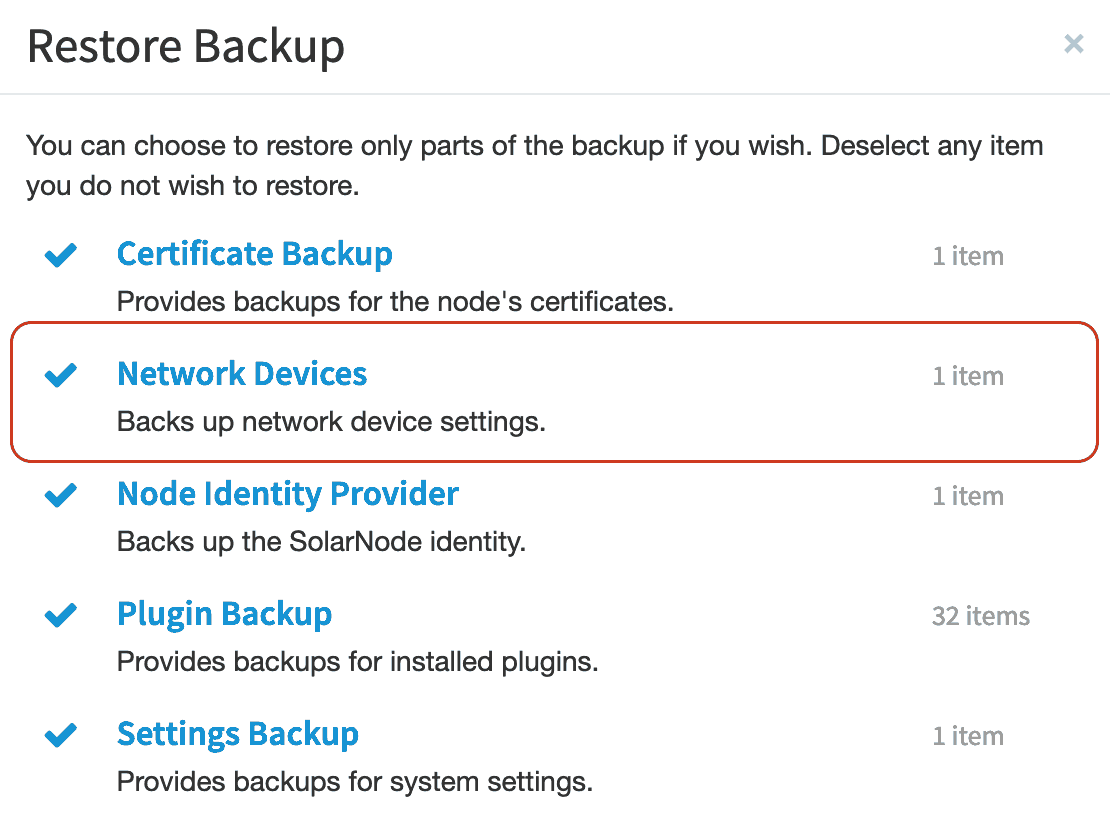 Restore Backup
You can choose to restore only parts of the backup if you wish. Deselect any item
you do not wish to restore.
Certificate Backup 1 item
Provides backups for the node's certificates.
Network Devices 1 item
Backs up network device settings.
Node Identity Provider 1 item
Backs up the SolarNode identity.
Plugin Backup 32 items
Provides backups for installed plugins.
Settings Backup 1 item
Provides backups for system settings.